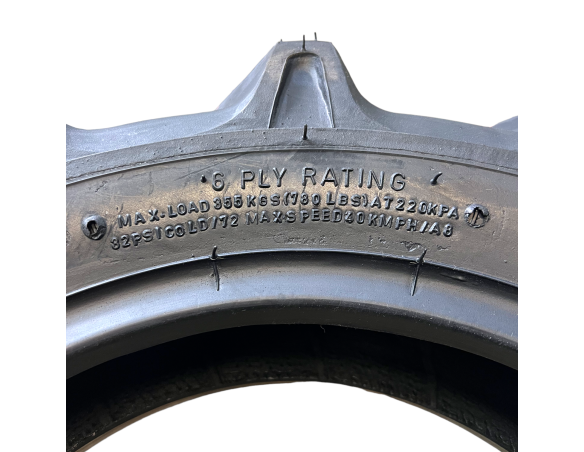 6 PLY RATING
MAX. LOAD 355 KGS (780 LBS) AT 220KPA
32PSI COLD/72 MAX SPEED 40 KMPH/A8